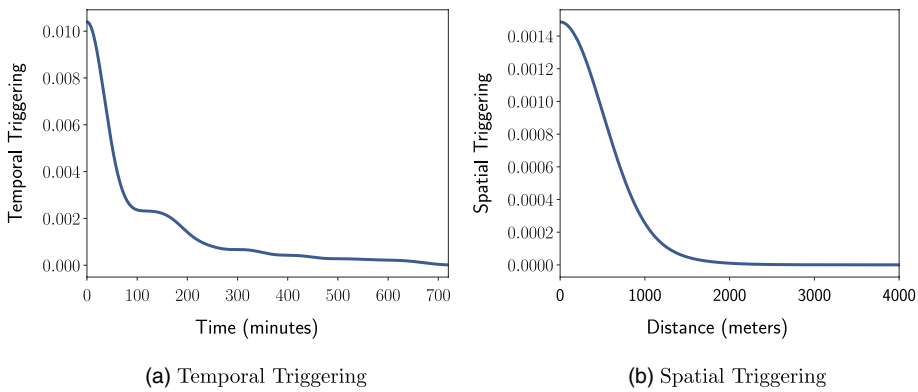 0.010
0.008
0.006
0.004
0.002
0.000
Temporal Triggering
0 100 200 300 400 500 600 700
Time (minutes)
(a) Temporal Triggering
0.0014
0.0012
0.0010
0.0008
0.0006
0.0004
0.0002
0.0000
Spatial Triggering
0 1000 2000 3000 4000
Distance (meters)
(b) Spatial Triggering